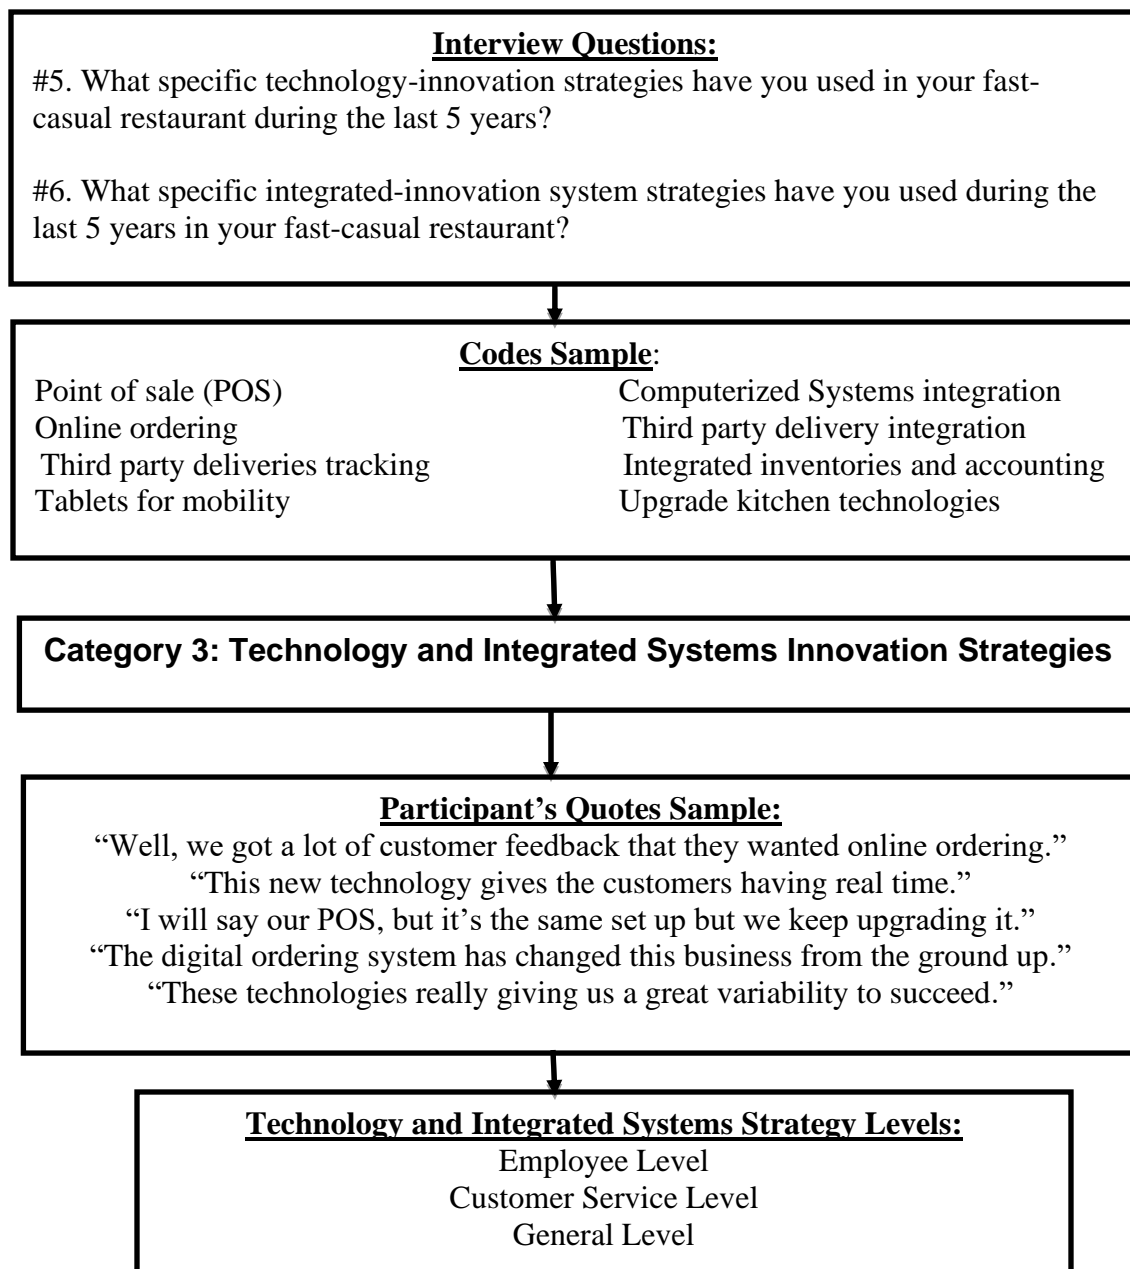 Interview Questions:
#5. What specific technology-innovation strategies have you used in your fast-
casual restaurant during the last 5 years?
#6. What specific integrated-innovation system strategies have you used during the
last 5 years in your fast-casual restaurant?
Codes Sample:
Point of sale (POS) Computerized Systems integration
Online ordering Third party delivery integration
Third party deliveries tracking Integrated inventories and accounting
Tablets for mobility Upgrade kitchen technologies
Category 3: Technology and Integrated Systems Innovation Strategies
Participant’s Quotes Sample:
“Well, we got a lot of customer feedback that they wanted online ordering.”
“This new technology gives the customers having real time.”
“I will say our POS, but it’s the same set up but we keep upgrading it.”
“The digital ordering system has changed this business from the ground up.”
“These technologies really giving us a great variability to succeed.”
Technology and Integrated Systems Strategy Levels:
Employee Level
Customer Service Level
General Level